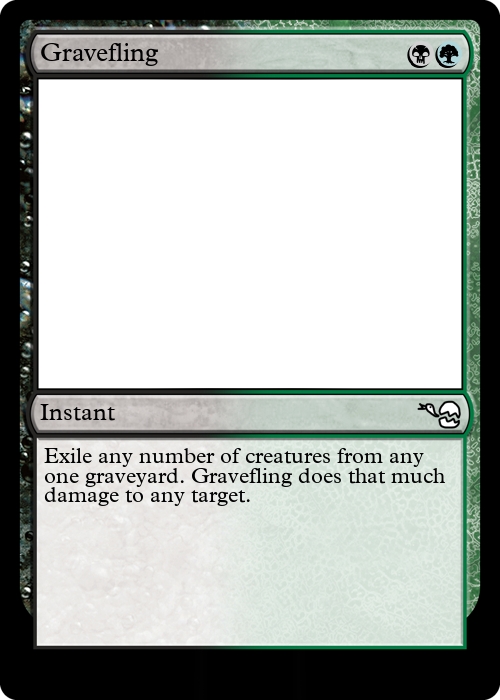 Gravefling
Instant
Exile any number of creatures from any
one graveyard. Gravefling does that much
damage to any target.